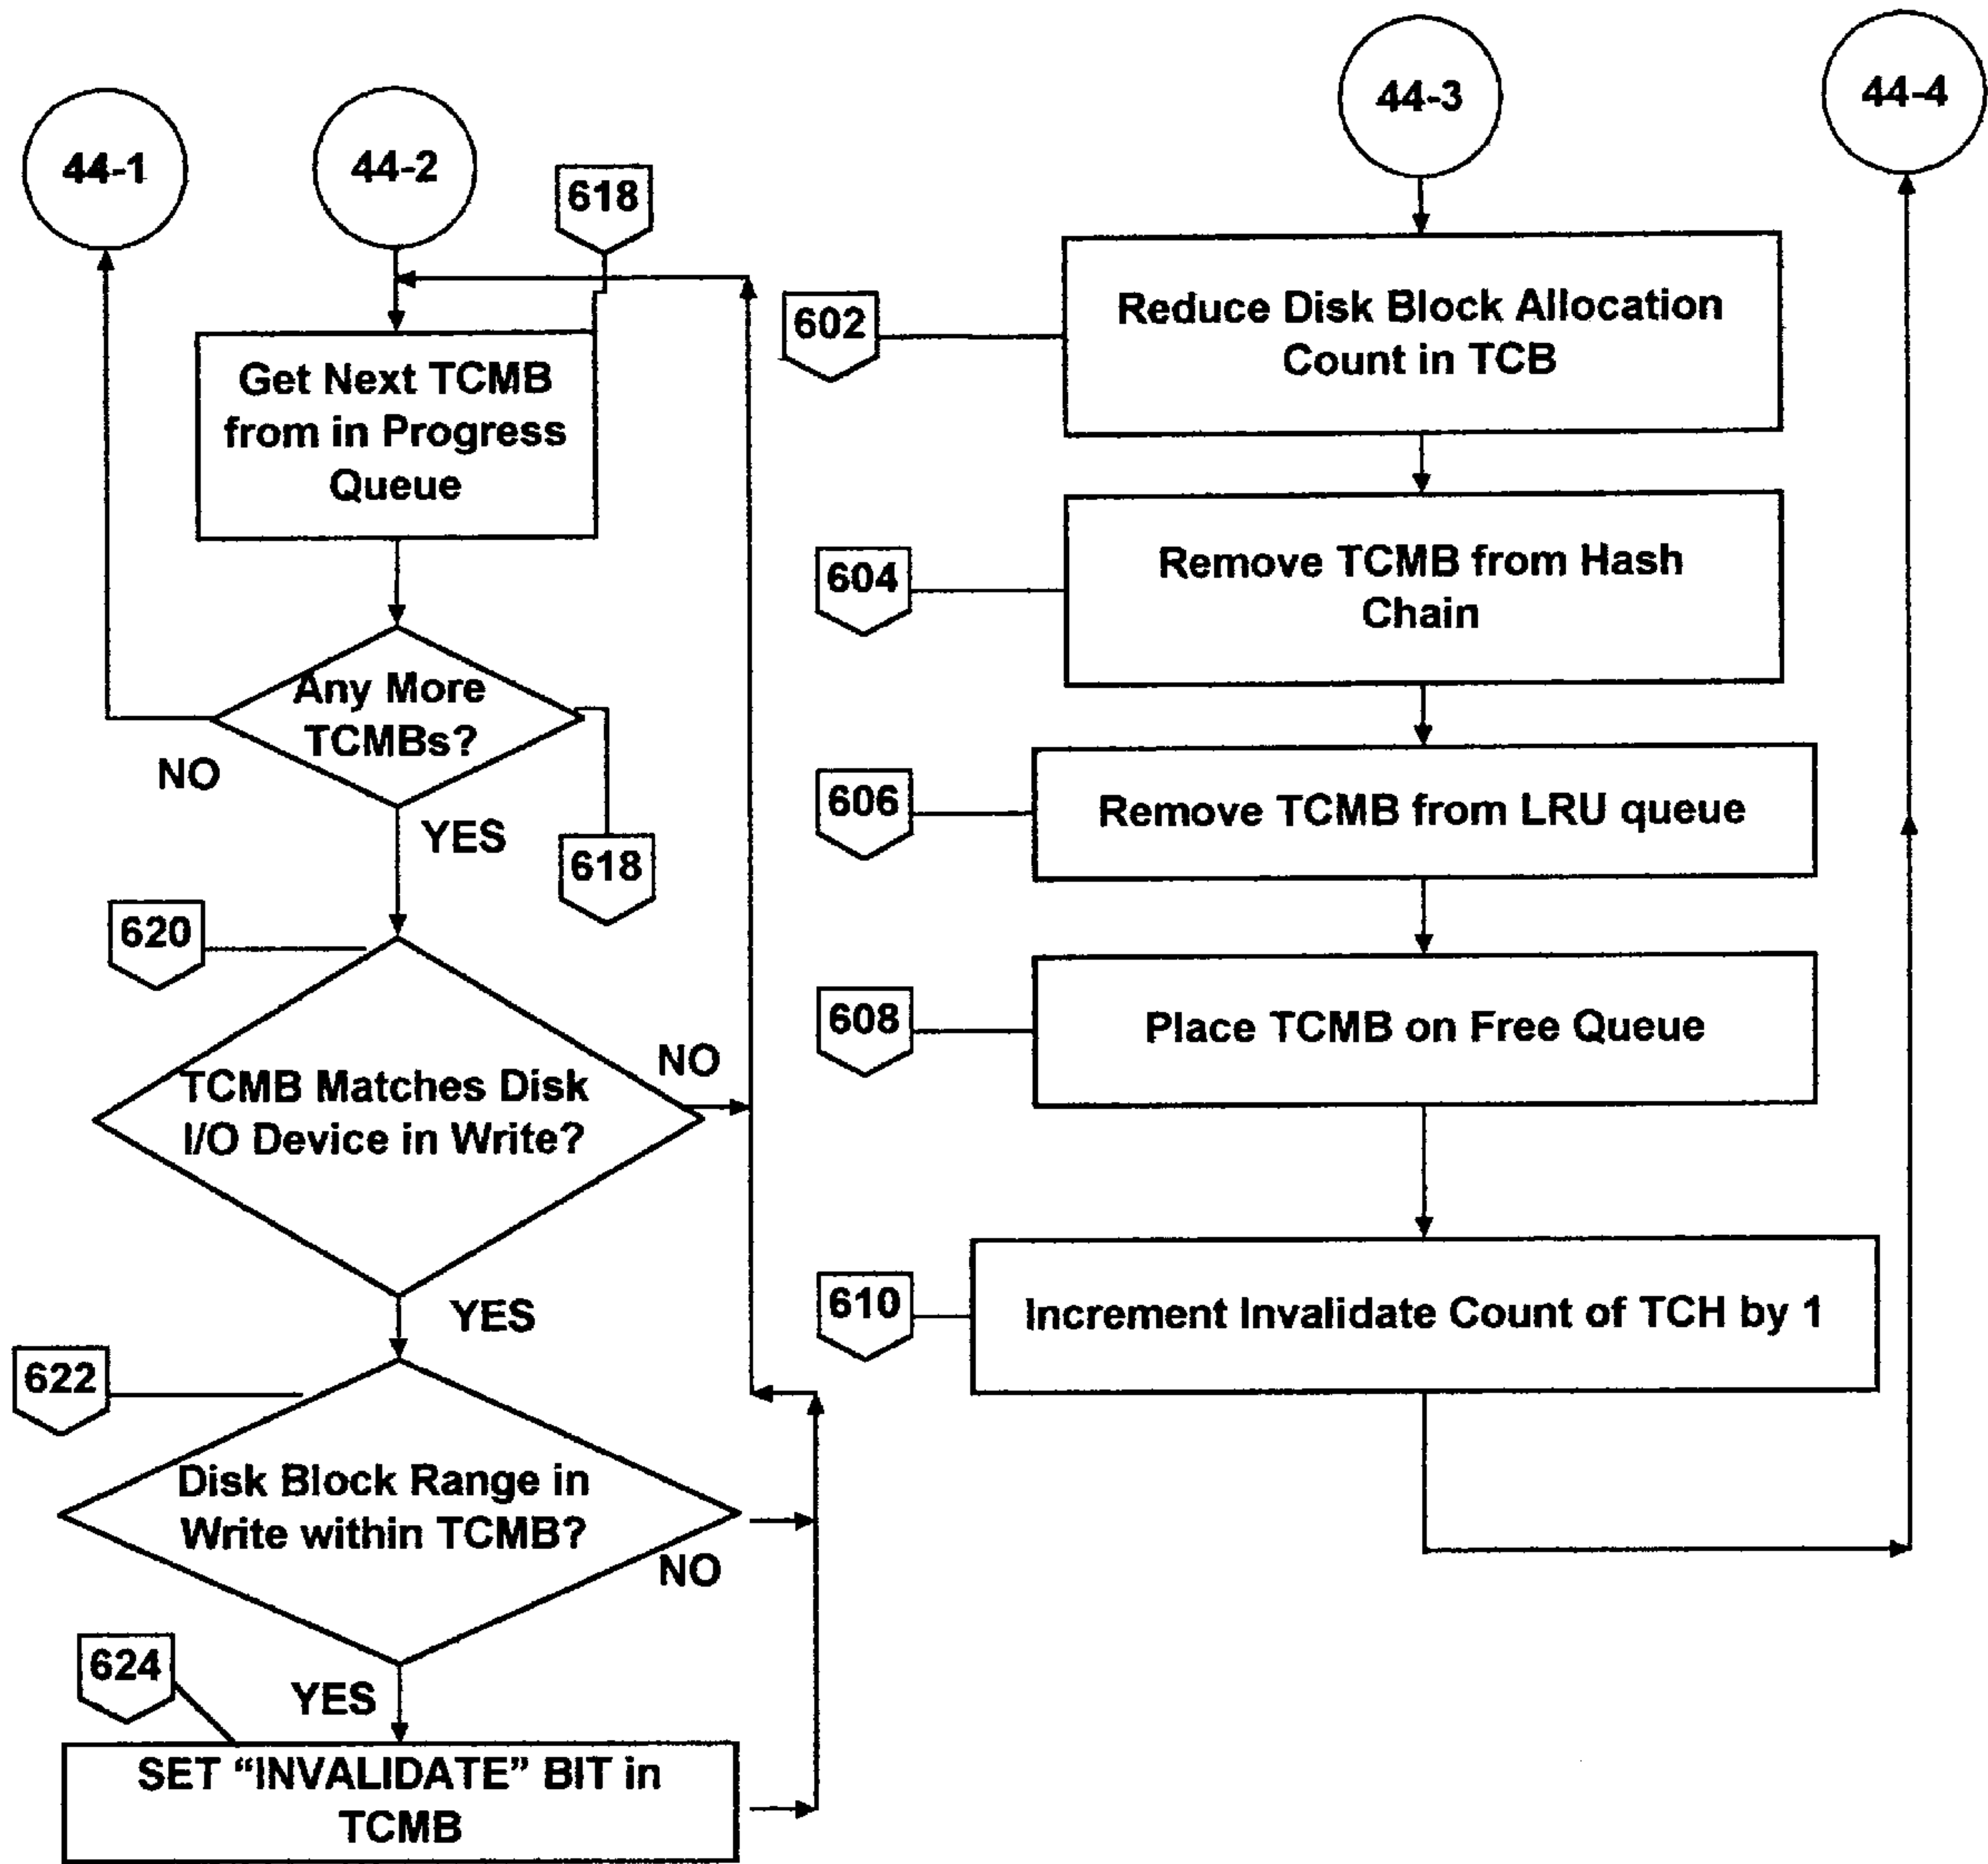 44-1
44-2
618
Get Next TCMB
from in Progress
Queue
Any More
TCMBs?
NO
YES
618
620
TCMB Matches Disk
I/O Device in Write?
NO
YES
622
Disk Block Range in
Write within TCMB?
NO
YES
624
SET “INVALIDATE” BIT in
TCMB
44-3
44-4
602
Reduce Disk Block Allocation
Count in TCB
604
Remove TCMB from Hash
Chain
606
Remove TCMB from LRU queue
608
Place TCMB on Free Queue
610
Increment Invalidate Count of TCH by 1